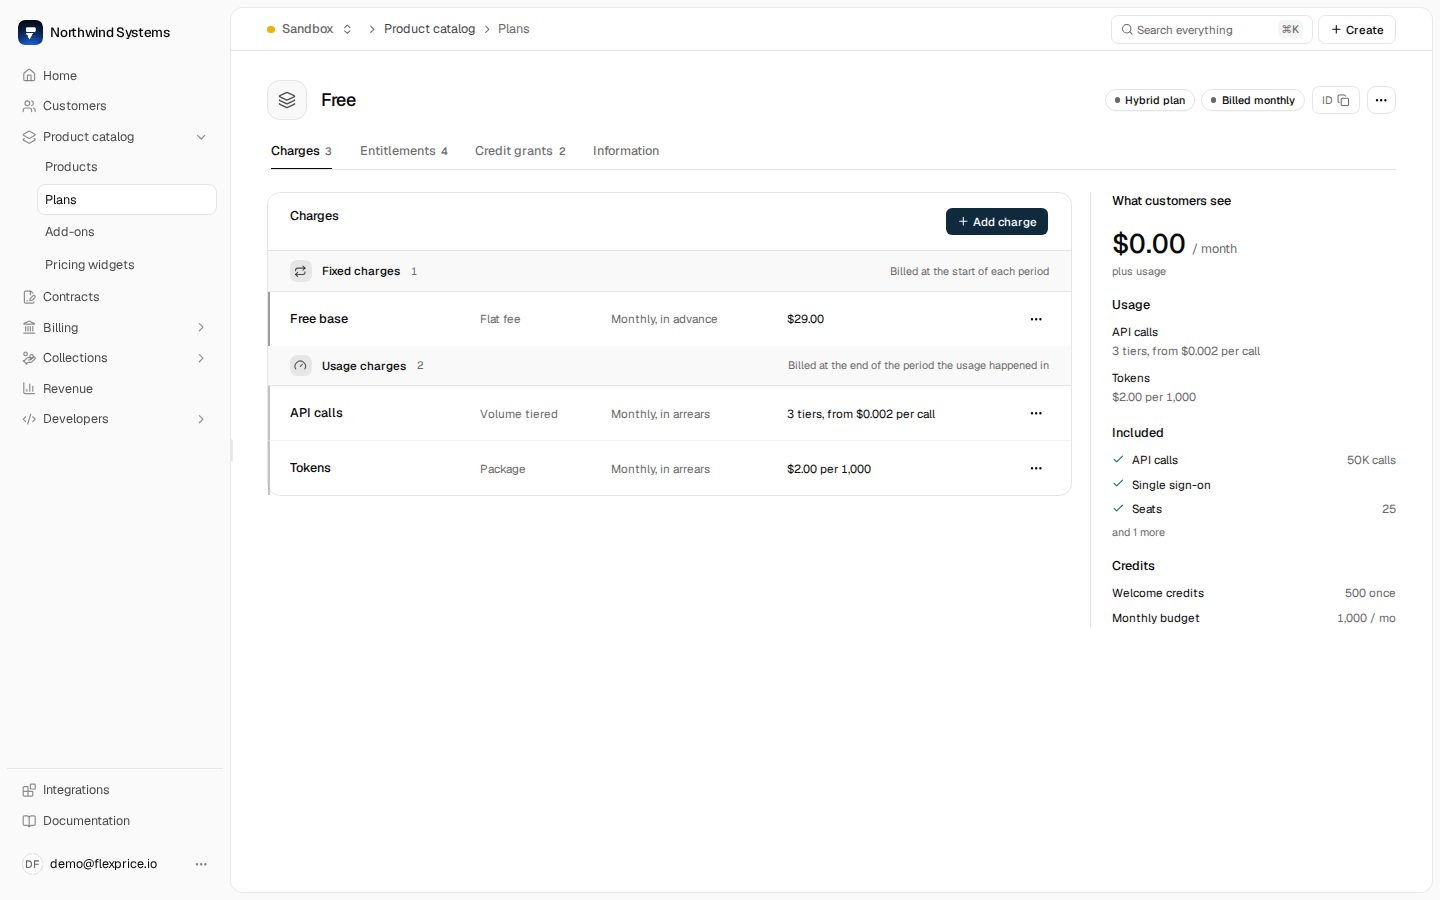 Northwind Systems
Home
Customers
Product catalog
Products
Plans
Add-ons
Pricing widgets
Contracts
Billing
Collections
Revenue
Developers
Integrations
Documentation
DF demo@flexprice.io
Sandbox Product catalog Plans
Search everything ⌘K
Create
Free
Hybrid plan
Billed monthly
ID
Charges 3
Entitlements 4
Credit grants 2
Information
Charges
Add charge
Fixed charges 1 Billed at the start of each period
Free base Flat fee Monthly, in advance $29.00
Usage charges 2 Billed at the end of the period the usage happened in
API calls Volume tiered Monthly, in arrears 3 tiers, from $0.002 per call
Tokens Package Monthly, in arrears $2.00 per 1,000
What customers see
$0.00 / month
plus usage
Usage
API calls
3 tiers, from $0.002 per call
Tokens
$2.00 per 1,000
Included
API calls 50K calls
Single sign-on
Seats 25
and 1 more
Credits
Welcome credits 500 once
Monthly budget 1,000 / mo